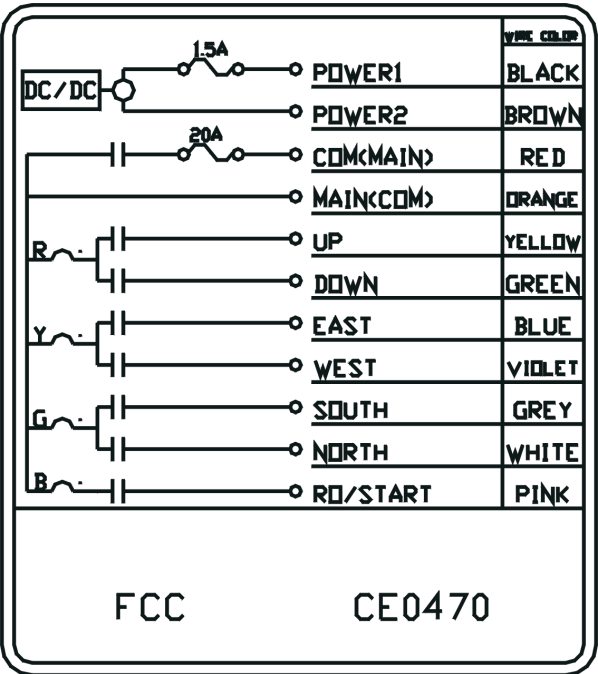 WIRE COLOR
1.5A
DC/DC
POWER1 BLACK
POWER2 BROWN
20A
COM(MAIN) RED
MAIN(COM) ORANGE
R
UP YELLOW
DOWN GREEN
Y
EAST BLUE
WEST VIOLET
G
SOUTH GREY
NORTH WHITE
B
RO/START PINK
FCC CE0470